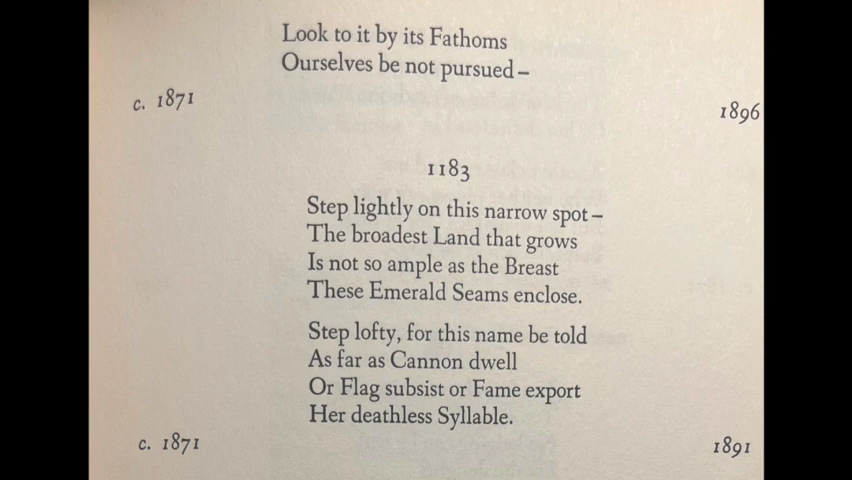 Look to it by its Fathoms
Ourselves be not pursued –
c. 1871 1896
1183
Step lightly on this narrow spot –
The broadest Land that grows
Is not so ample as the Breast
These Emerald Seams enclose.
Step lofty, for this name be told
As far as Cannon dwell
Or Flag subsist or Fame export
Her deathless Syllable.
c. 1871 1891